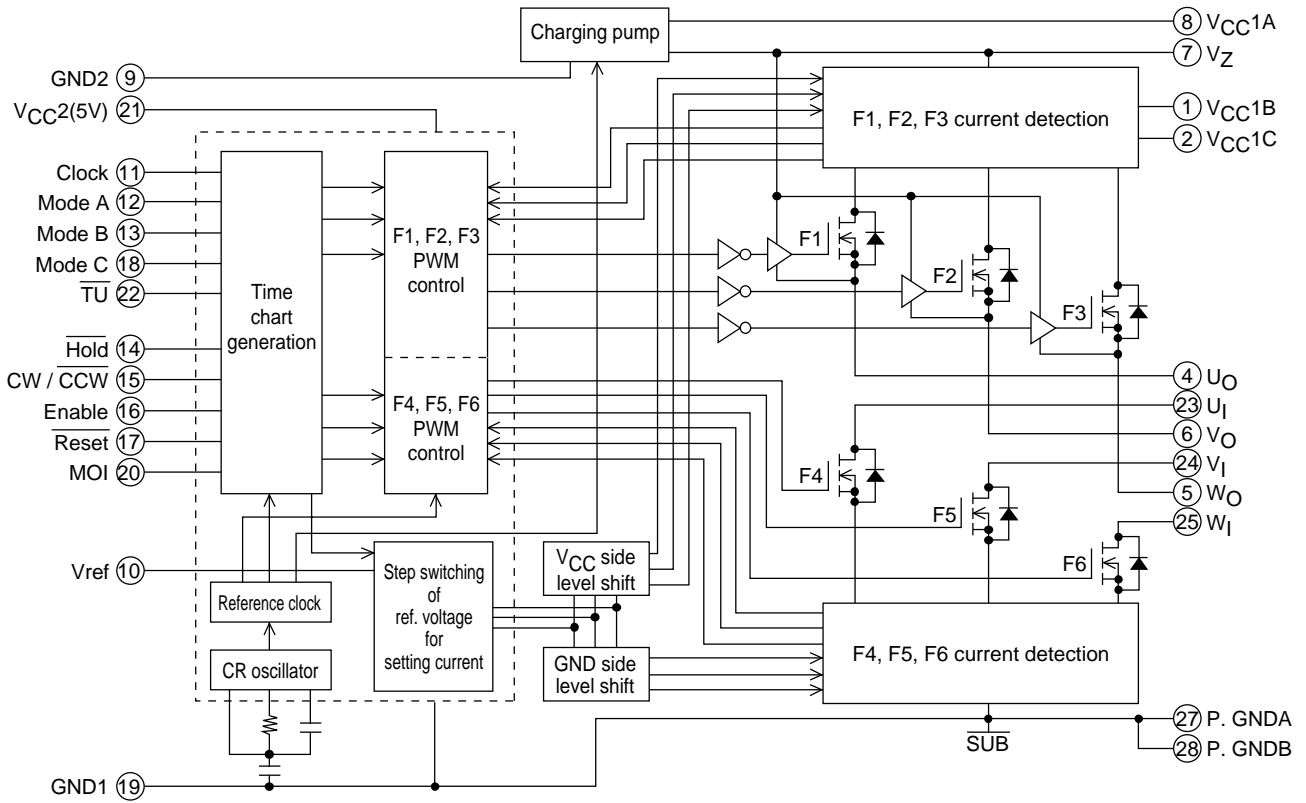 Charging pump
8 VCC1A
7 VZ
GND2 9
VCC2(5V) 21
F1, F2, F3 current detection
1 VCC1B
2 VCC1C
Clock 11
Mode A 12
Mode B 13
Mode C 18
TU 22
Hold 14
CW / CCW 15
Enable 16
Reset 17
MOI 20
Time
chart
generation
F1, F2, F3
PWM
control
F4, F5, F6
PWM
control
F1
F2
F3
4 UO
23 UI
6 VO
24 VI
5 WO
25 WI
F4
F5
F6
Vref 10
Reference clock
CR oscillator
Step switching
of
ref. voltage
for
setting current
VCC side
level shift
GND side
level shift
F4, F5, F6 current detection
SUB
27 P. GNDA
28 P. GNDB
GND1 19